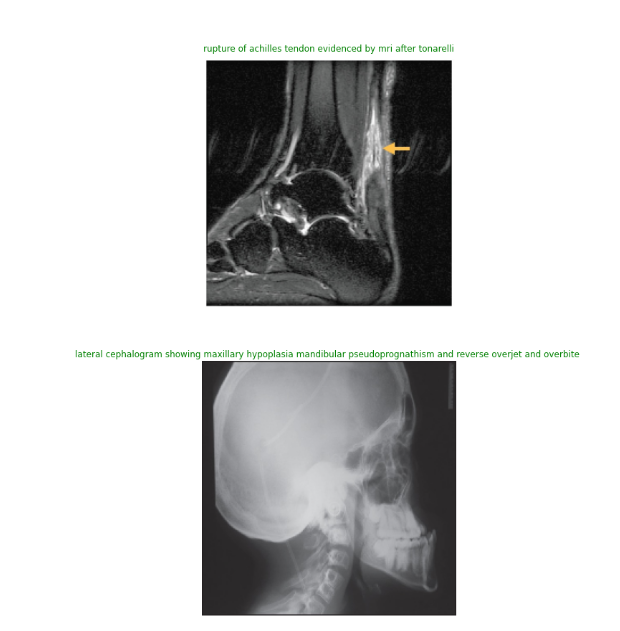 rupture of achilles tendon evidenced by mri after tonarelli
lateral cephalogram showing maxillary hypoplasia mandibular pseudoprognathism and reverse overjet and overbite